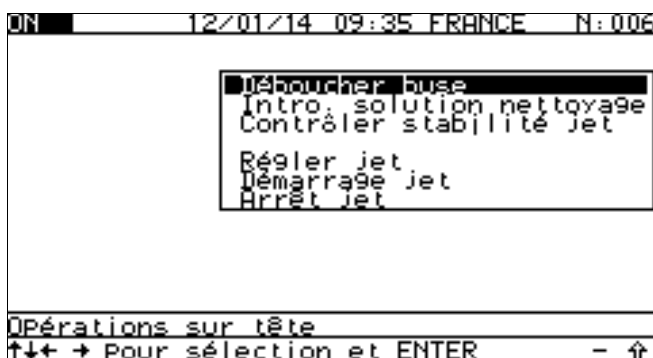 ON 12/01/14 09:35 FRANCE N:006
Déboucher buse
Intro. solution nettoyage
Contrôler stabilité jet
Régler jet
Démarrage jet
Arrêt jet
Opérations sur tête
↑↓← → Pour sélection et ENTER – ⇧